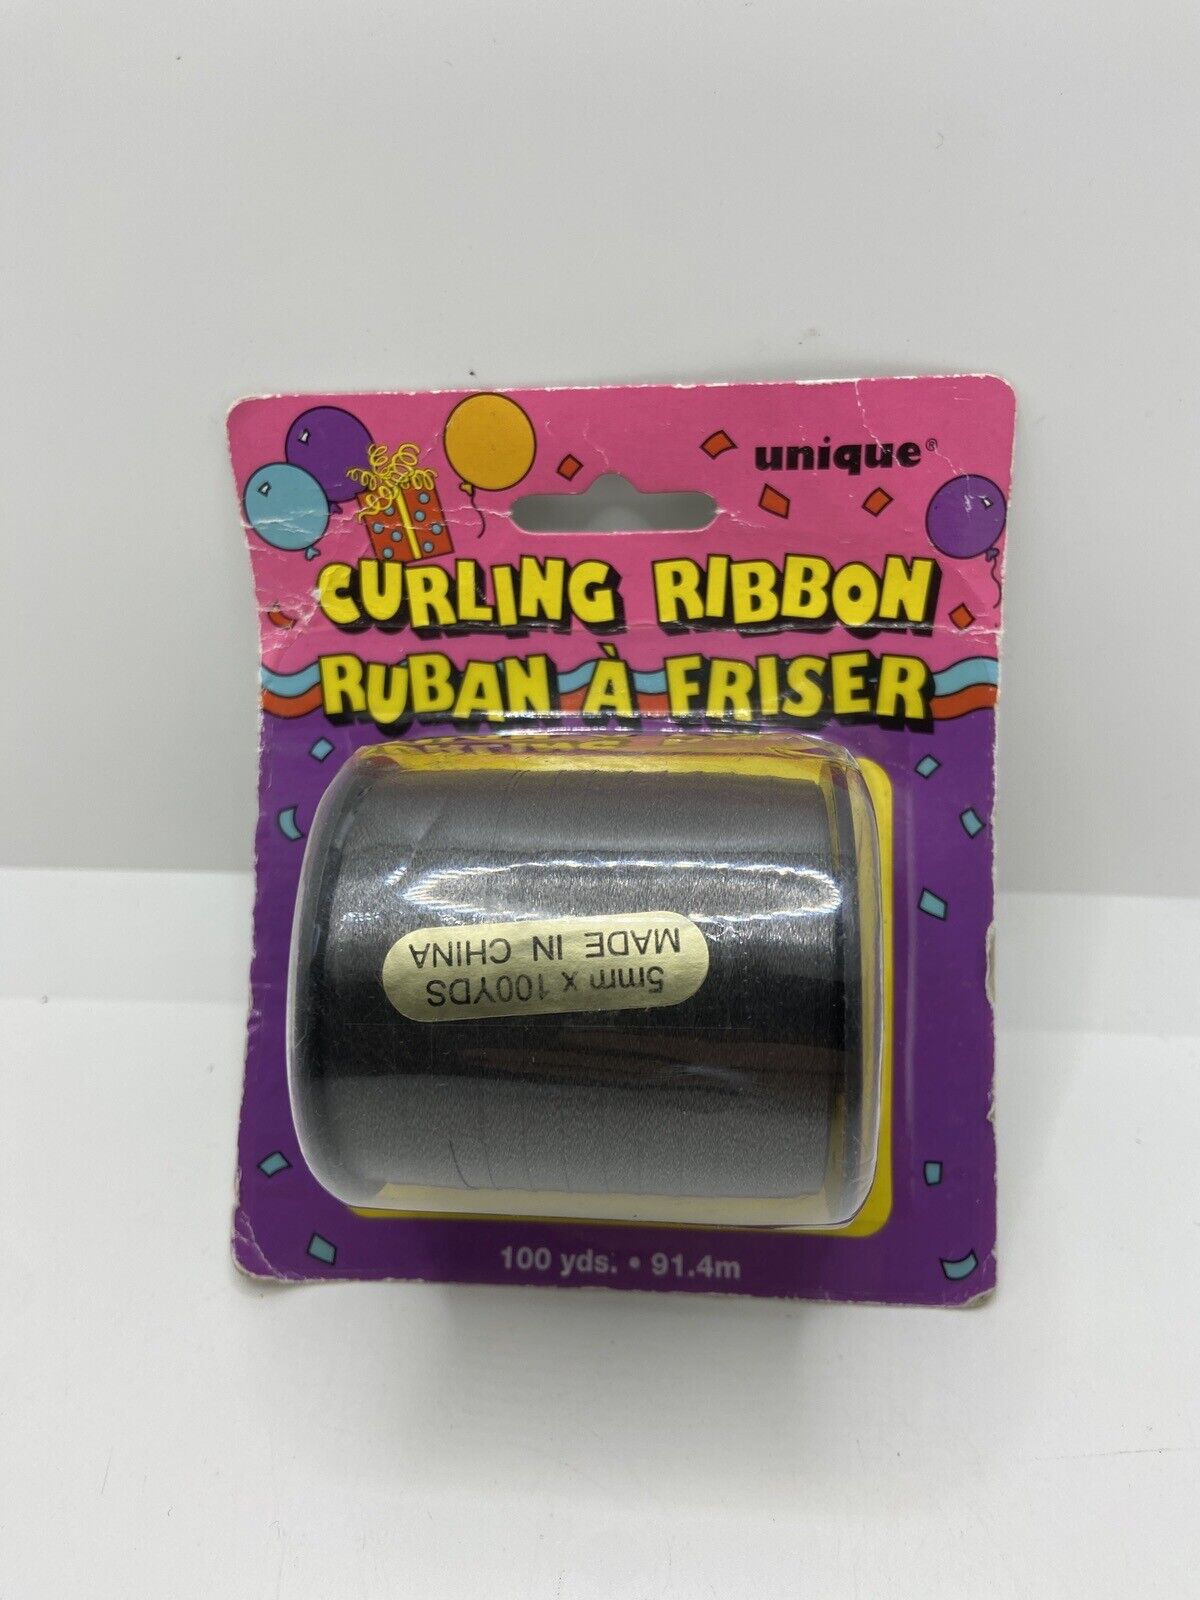 unique®
CURLING RIBBON
RUBAN À FRISER
5mm x 100YDS
MADE IN CHINA
100 yds. • 91.4m